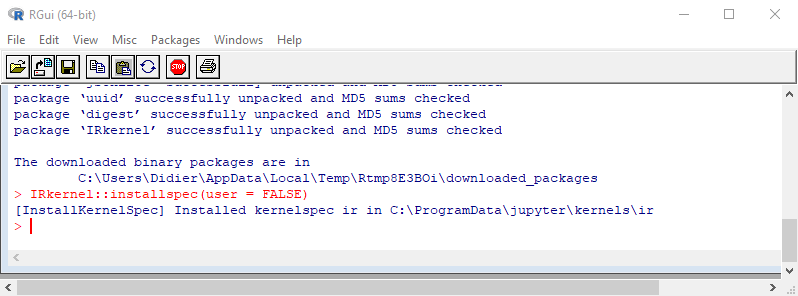 RGui (64-bit)
File Edit View Misc Packages Windows Help
STOP
package ‘uuid’ successfully unpacked and MD5 sums checked
package ‘digest’ successfully unpacked and MD5 sums checked
package ‘IRkernel’ successfully unpacked and MD5 sums checked
The downloaded binary packages are in
C:\Users\Didier\AppData\Local\Temp\Rtmp8E3BOi\downloaded_packages
> IRkernel::installspec(user = FALSE)
[InstallKernelSpec] Installed kernelspec ir in C:\ProgramData\jupyter\kernels\ir
>